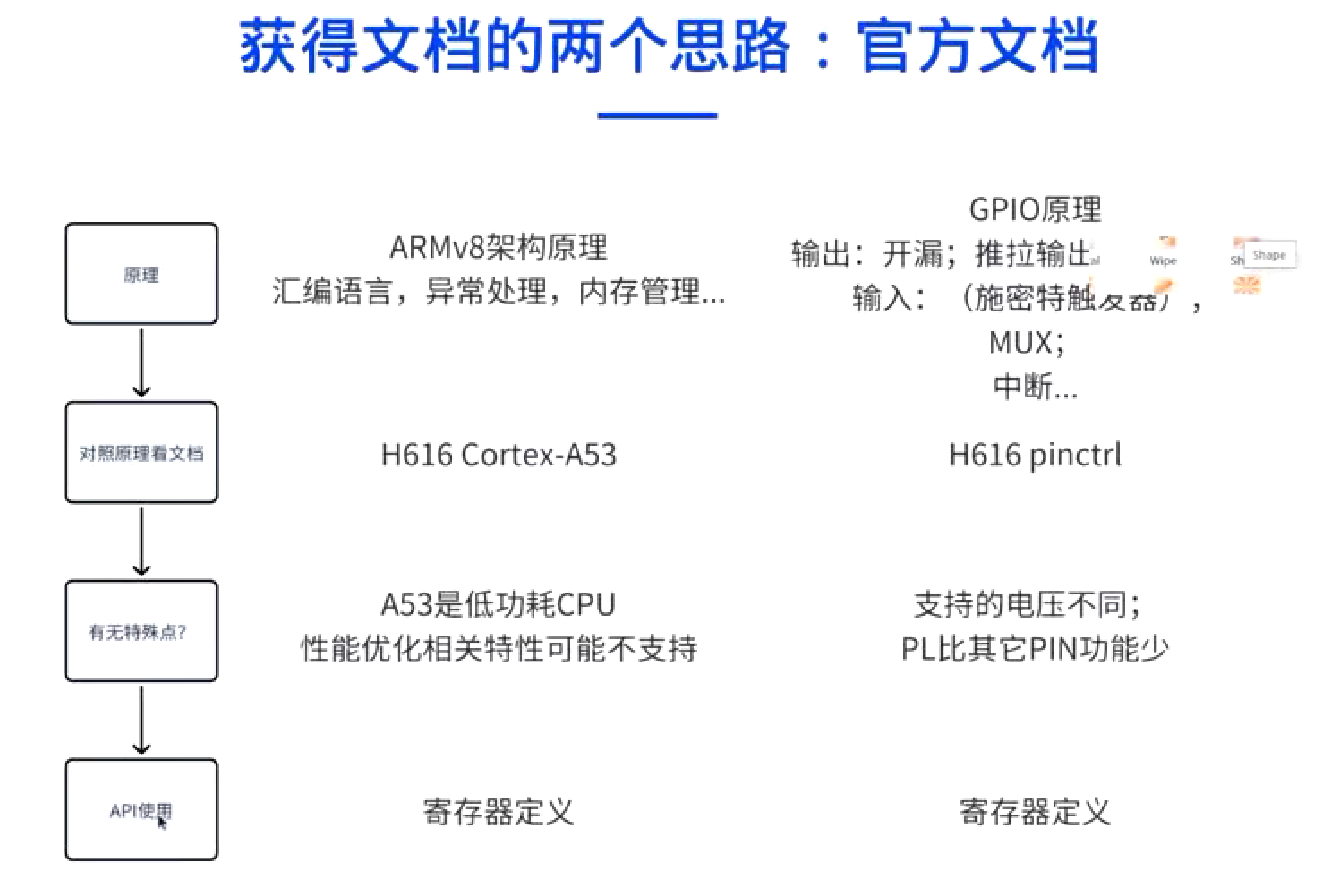 获得文档的两个思路：官方文档
原理
ARMv8架构原理
汇编语言，异常处理，内存管理...
GPIO原理
输出：开漏；推拉输出
Wipe
Shape
输入：（施密特触发器），
MUX；
中断...
对照原理看文档
H616 Cortex-A53
H616 pinctrl
有无特殊点？
A53是低功耗CPU
性能优化相关特性可能不支持
支持的电压不同；
PL比其它PIN功能少
API使用
寄存器定义
寄存器定义